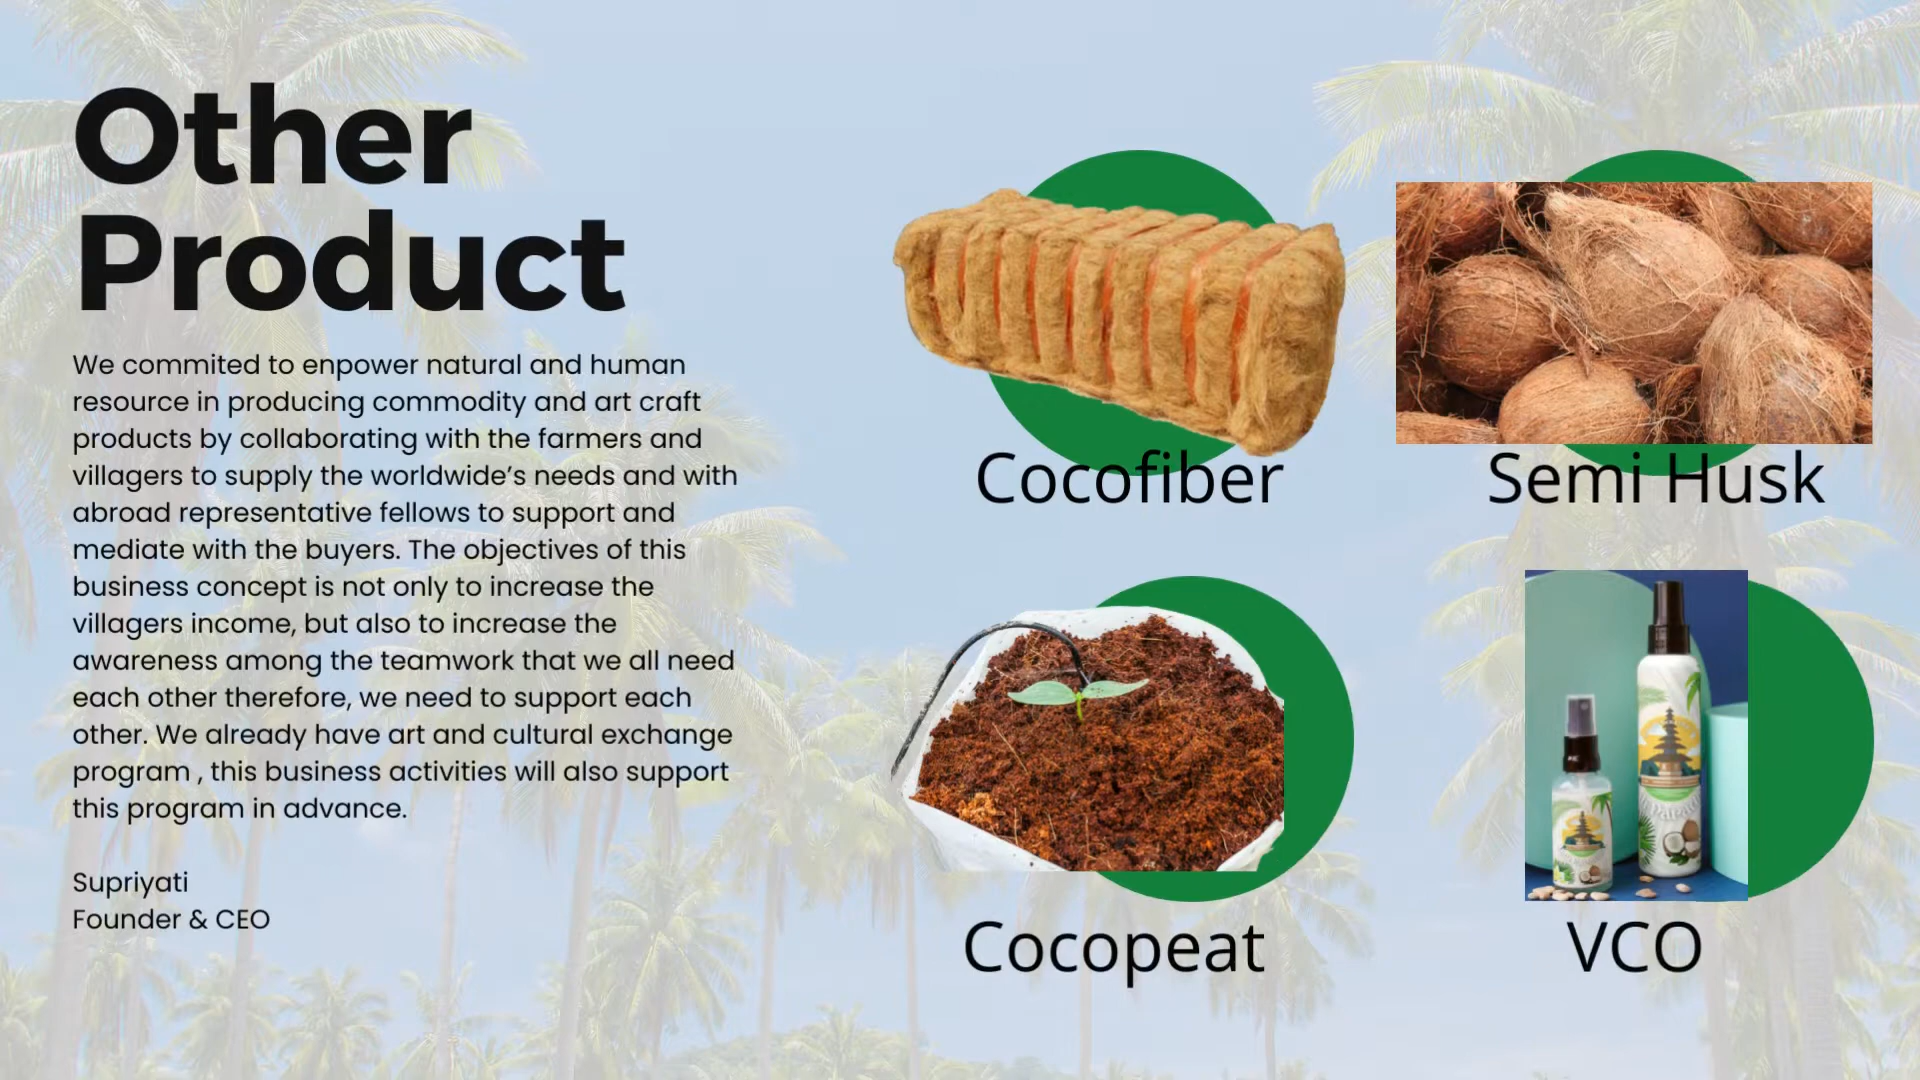 Other
Product
We commited to enpower natural and human
resource in producing commodity and art craft
products by collaborating with the farmers and
villagers to supply the worldwide’s needs and with
abroad representative fellows to support and
mediate with the buyers. The objectives of this
business concept is not only to increase the
villagers income, but also to increase the
awareness among the teamwork that we all need
each other therefore, we need to support each
other. We already have art and cultural exchange
program , this business activities will also support
this program in advance.
Supriyati
Founder & CEO
Cocofiber
Semi Husk
Cocopeat
VCO